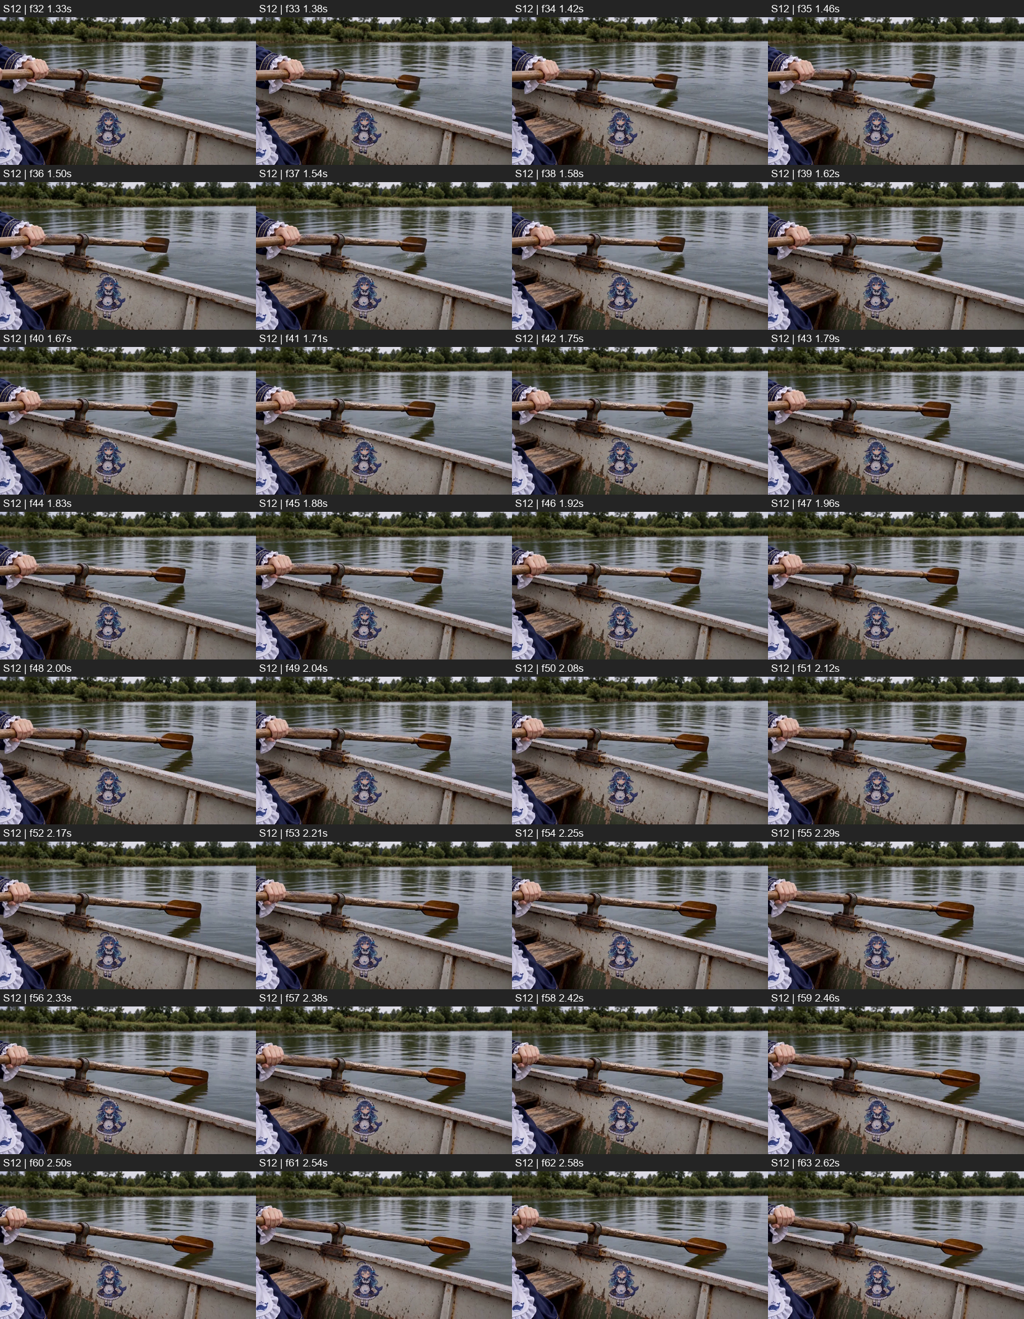 S12 | f32 1.33s
S12 | f33 1.38s
S12 | f34 1.42s
S12 | f35 1.46s
S12 | f36 1.50s
S12 | f37 1.54s
S12 | f38 1.58s
S12 | f39 1.62s
S12 | f40 1.67s
S12 | f41 1.71s
S12 | f42 1.75s
S12 | f43 1.79s
S12 | f44 1.83s
S12 | f45 1.88s
S12 | f46 1.92s
S12 | f47 1.96s
S12 | f48 2.00s
S12 | f49 2.04s
S12 | f50 2.08s
S12 | f51 2.12s
S12 | f52 2.17s
S12 | f53 2.21s
S12 | f54 2.25s
S12 | f55 2.29s
S12 | f56 2.33s
S12 | f57 2.38s
S12 | f58 2.42s
S12 | f59 2.46s
S12 | f60 2.50s
S12 | f61 2.54s
S12 | f62 2.58s
S12 | f63 2.62s